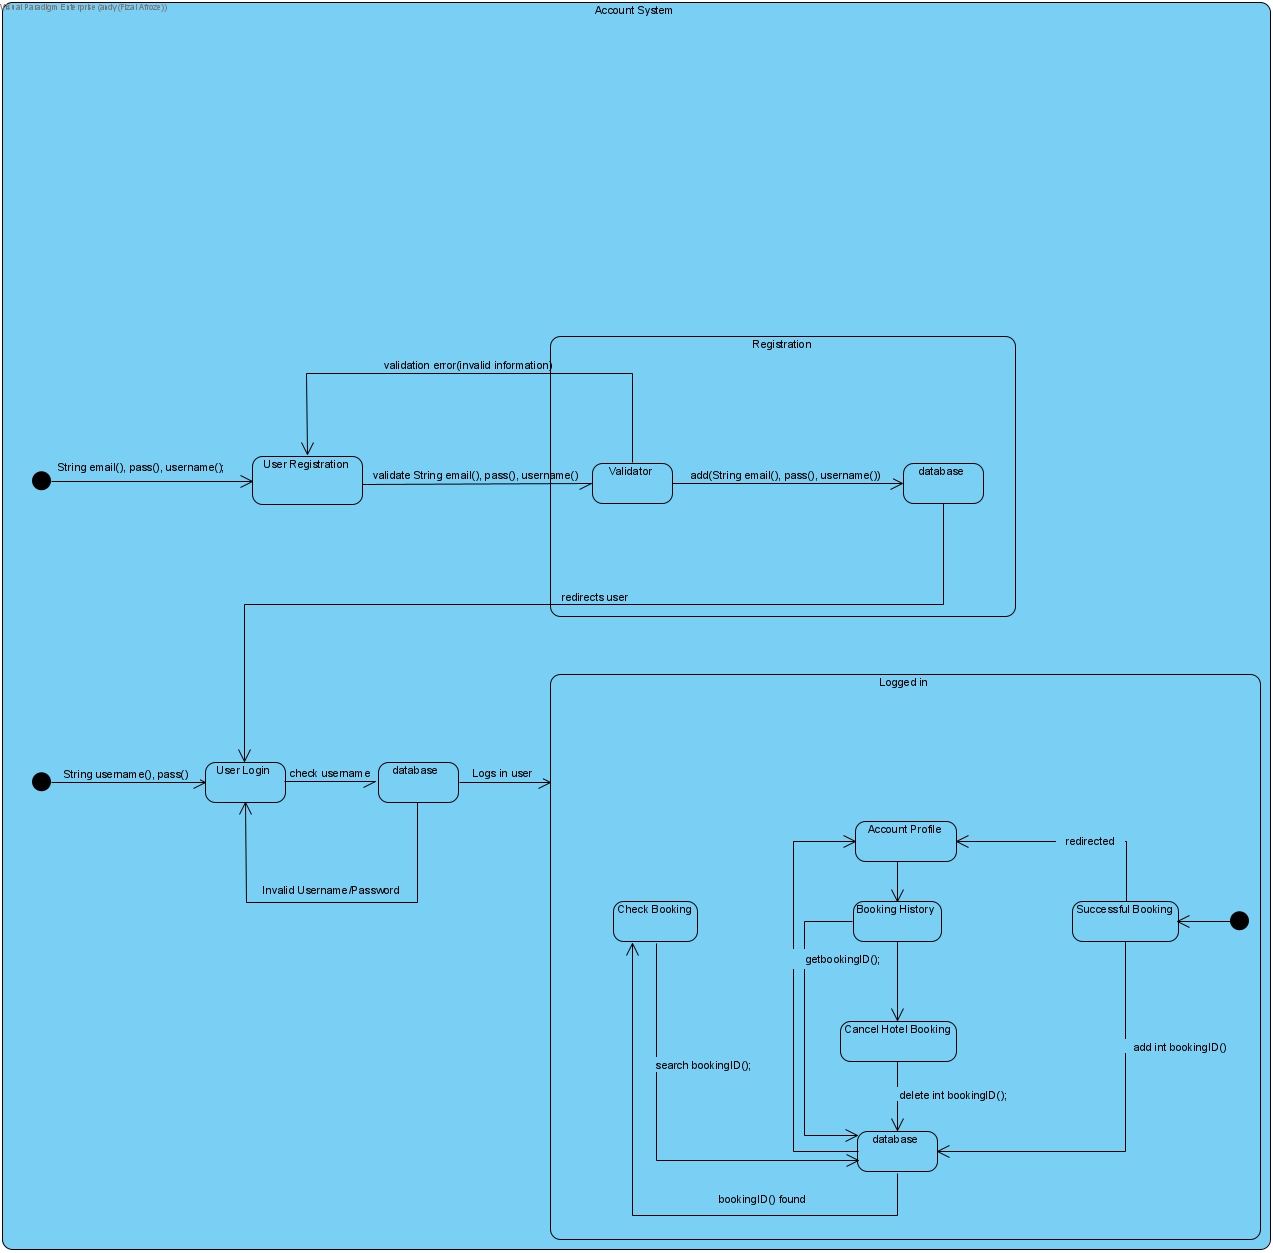 Visual Paradigm Enterprise (andy (Fizal Afroze))
Account System
Registration
validation error(invalid information)
String email(), pass(), username();
User Registration
validate String email(), pass(), username()
Validator
add(String email(), pass(), username())
database
redirects user
Logged in
String username(), pass()
User Login
check username
database
Logs in user
Invalid Username/Password
Account Profile
redirected
Check Booking
Booking History
Successful Booking
getbookingID();
Cancel Hotel Booking
add int bookingID()
search bookingID();
delete int bookingID();
database
bookingID() found